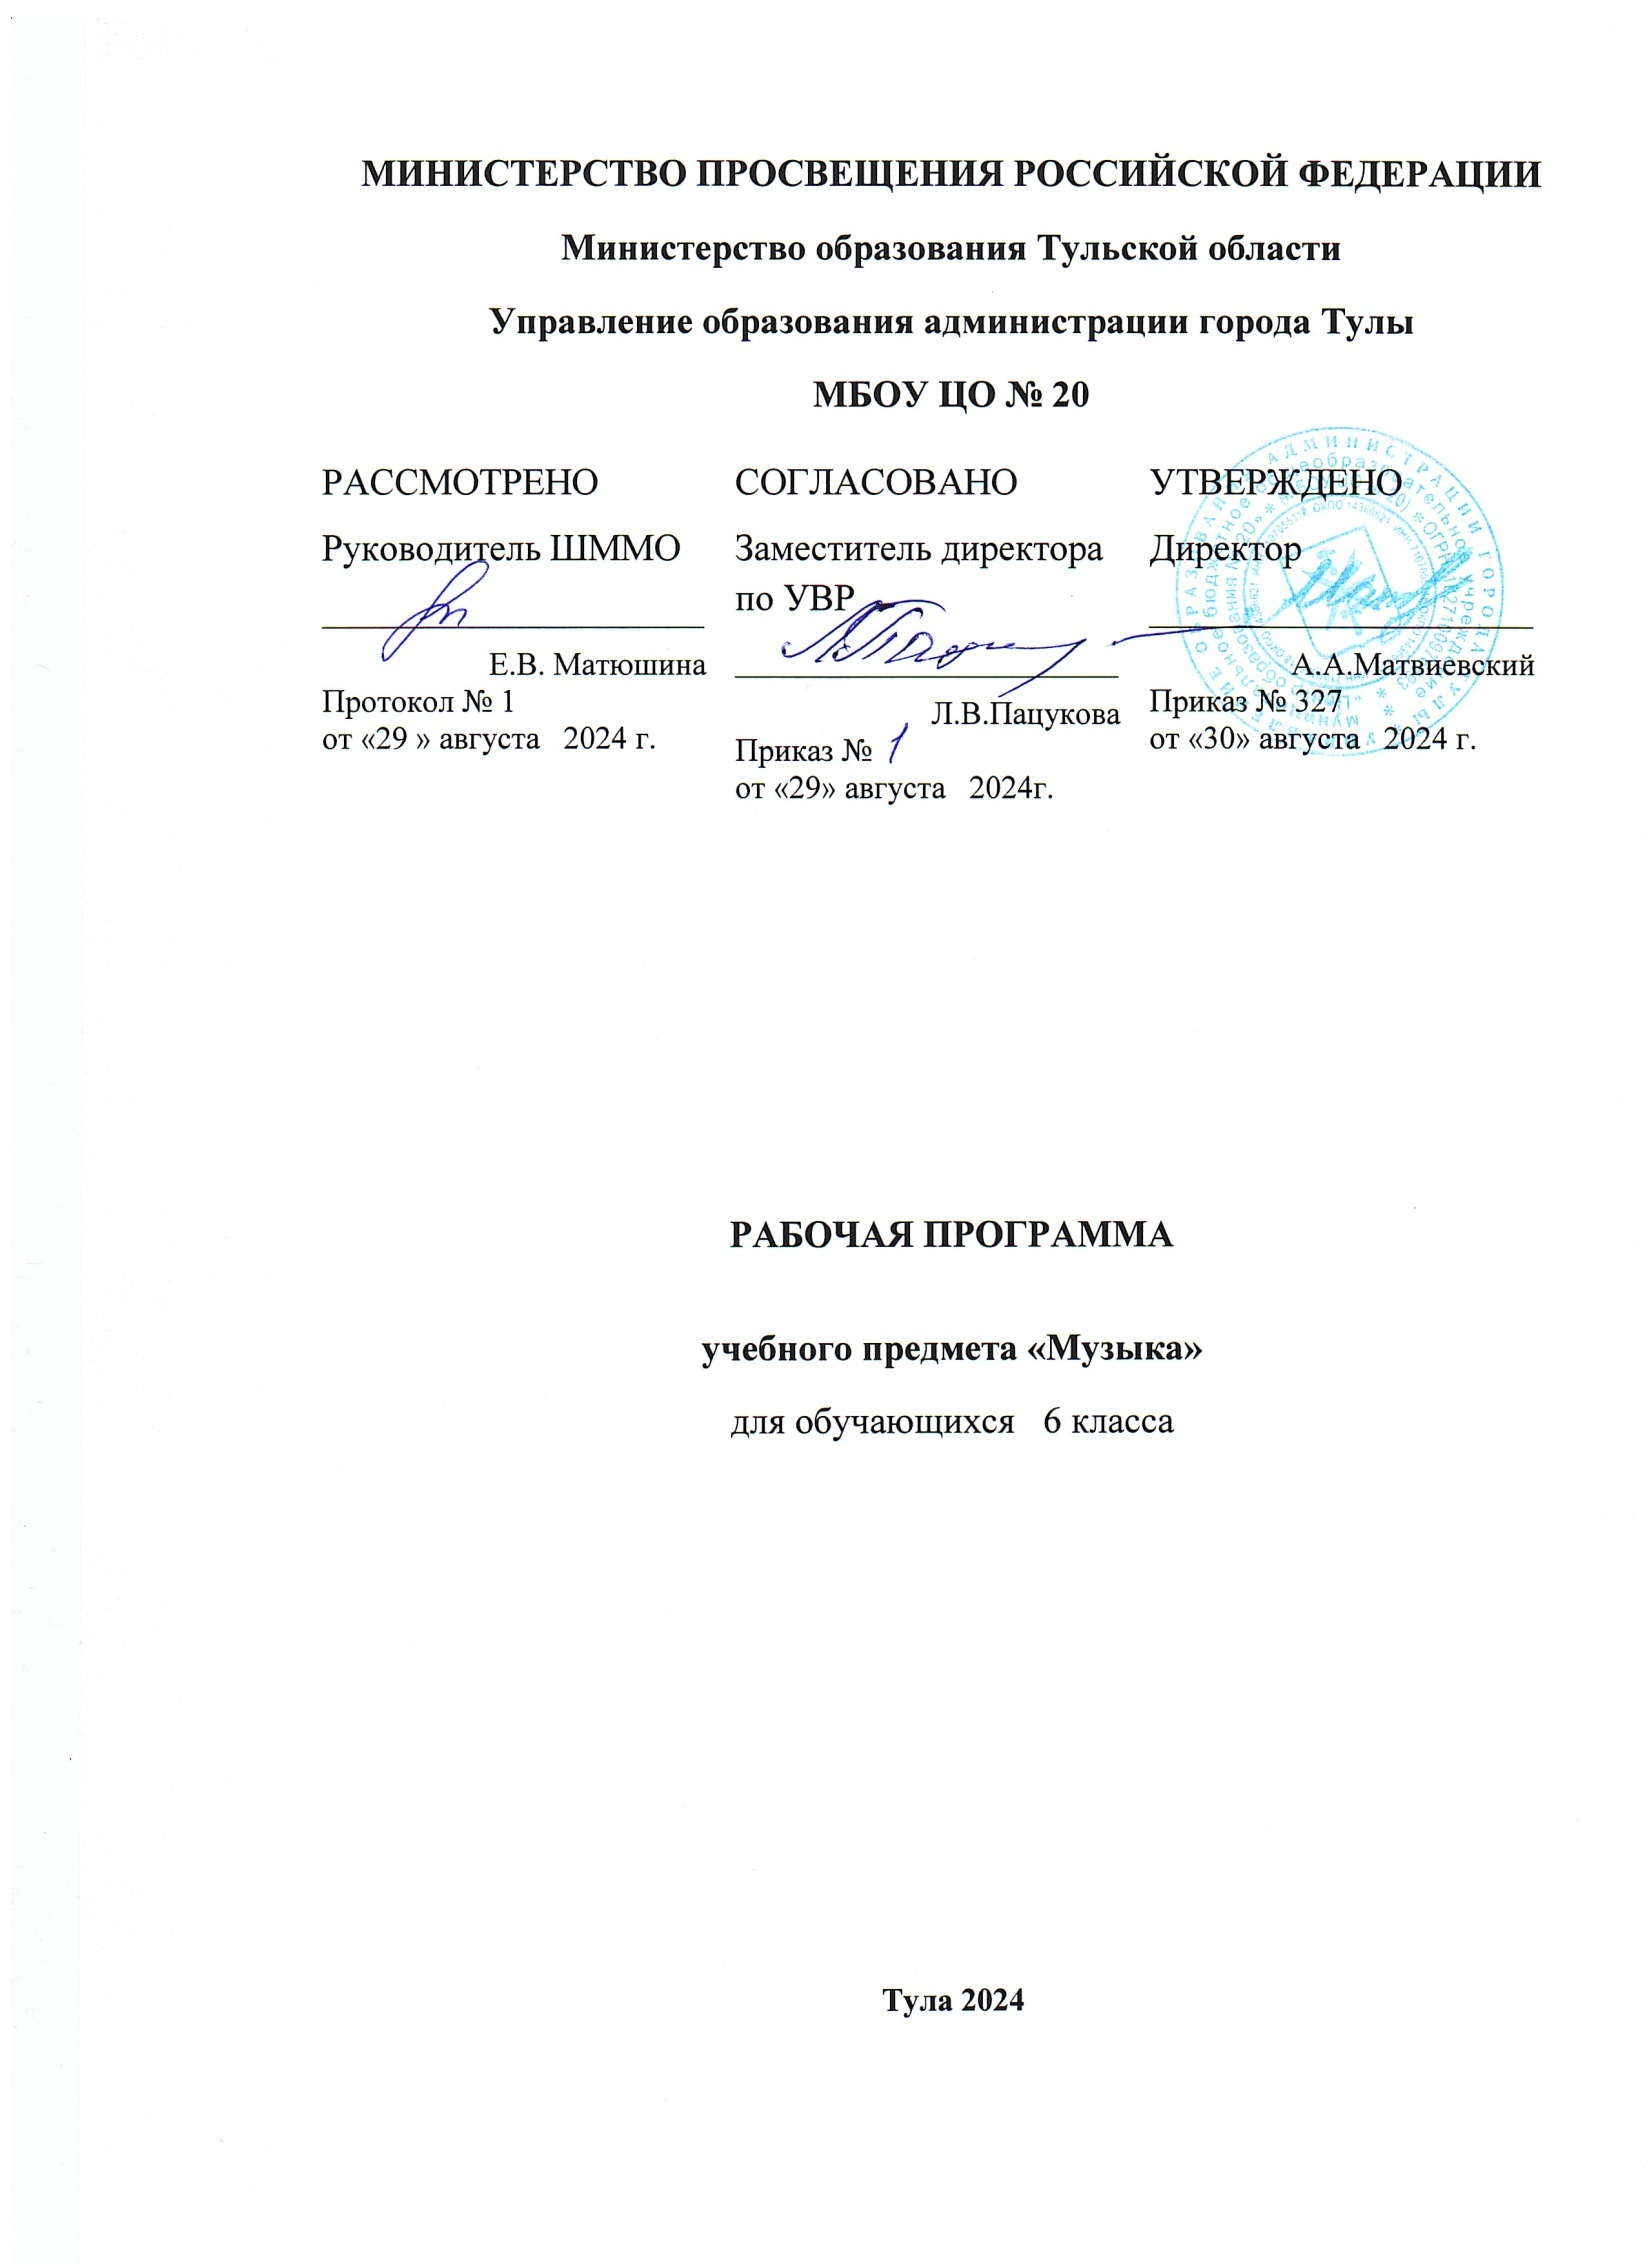 МИНИСТЕРСТВО ПРОСВЕЩЕНИЯ РОССИЙСКОЙ ФЕДЕРАЦИИ
Министерство образования Тульской области
Управление образования администрации города Тулы
МБОУ ЦО № 20
РАССМОТРЕНО
Руководитель ШММО
Е.В. Матюшина
Протокол № 1
от «29 » августа 2024 г.
СОГЛАСОВАНО
Заместитель директора
по УВР
Л.В.Пацукова
Приказ № 1
от «29» августа 2024г.
УТВЕРЖДЕНО
Директор
А.А.Матвиевский
Приказ № 327
от «30» августа 2024 г.
РАБОЧАЯ ПРОГРАММА
учебного предмета «Музыка»
для обучающихся 6 класса
Тула 2024